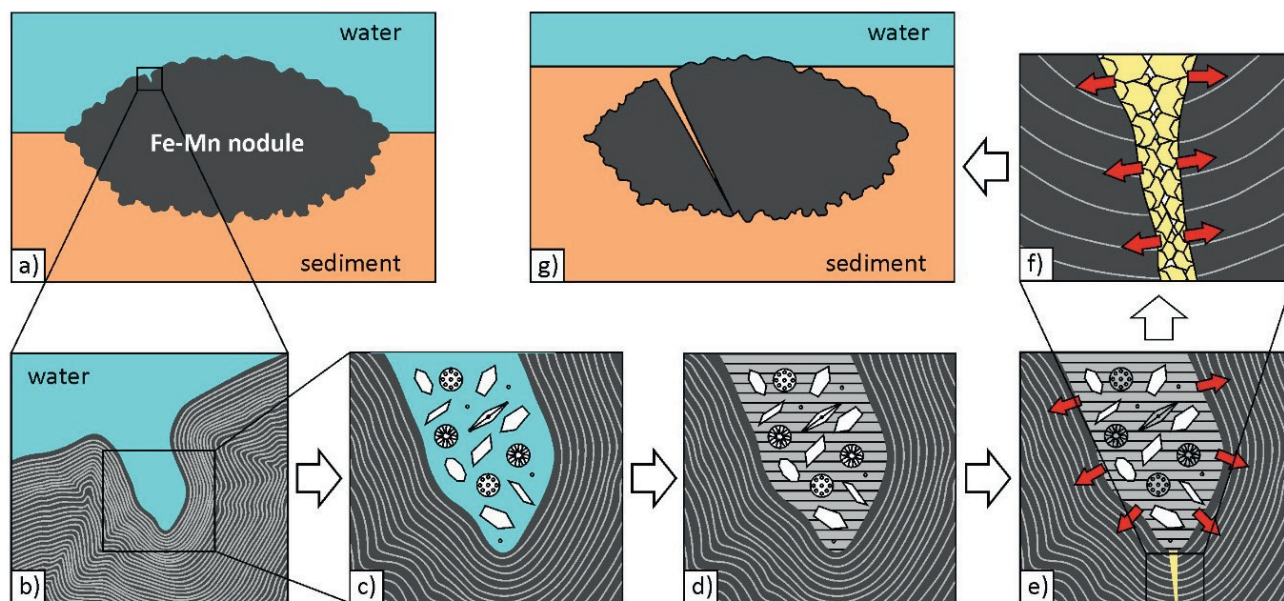 water
Fe-Mn nodule
sediment
a)
water
sediment
g)
f)
water
b)
c)
d)
e)